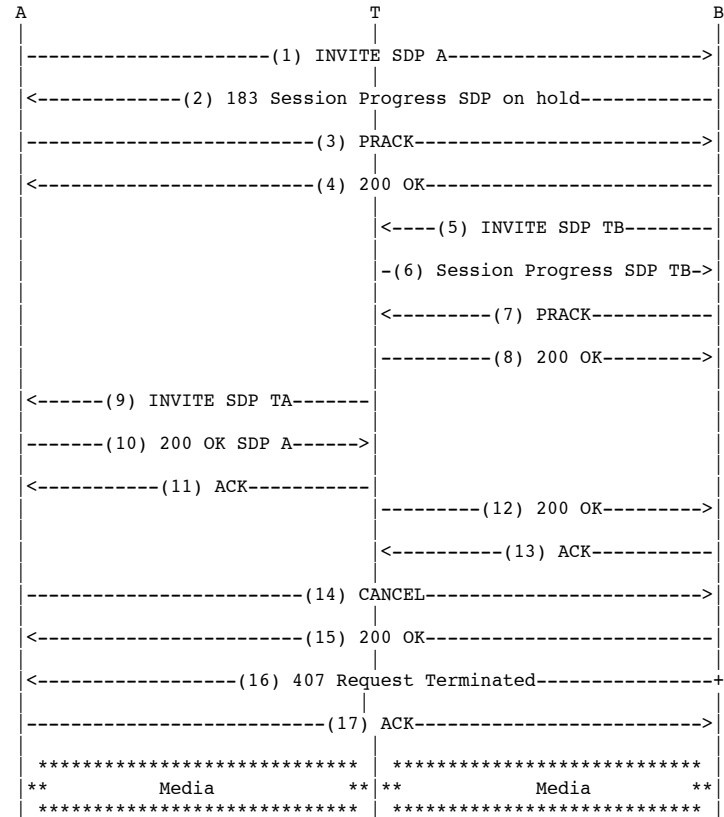 A T B
(1) INVITE SDP A
(2) 183 Session Progress SDP on hold
(3) PRACK
(4) 200 OK
(5) INVITE SDP TB
(6) Session Progress SDP TB
(7) PRACK
(8) 200 OK
(9) INVITE SDP TA
(10) 200 OK SDP A
(11) ACK
(12) 200 OK
(13) ACK
(14) CANCEL
(15) 200 OK
(16) 407 Request Terminated
(17) ACK
***************************** ****************************
** Media ** ** Media **
***************************** ****************************